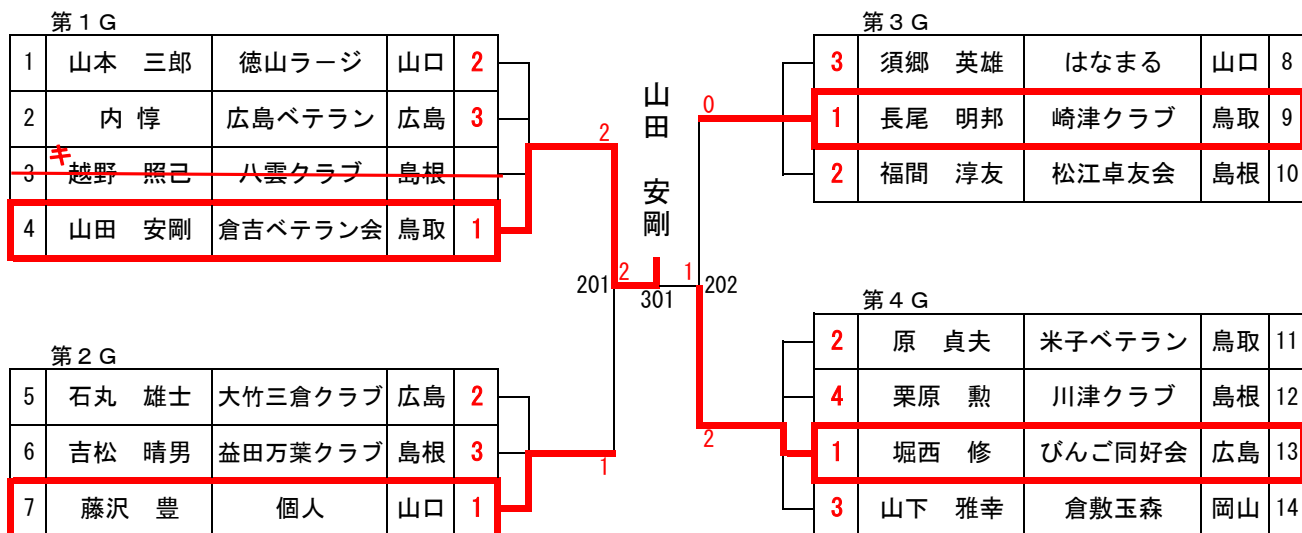 第１Ｇ
1 山本　三郎 徳山ラージ 山口 2
2 内 惇 広島ベテラン 広島 3
キ
3 越野　照己 八雲クラブ 島根
4 山田　安剛 倉吉ベテラン会 鳥取 1
第２Ｇ
5 石丸　雄士 大竹三倉クラブ 広島 2
6 吉松　晴男 益田万葉クラブ 島根 3
7 藤沢　豊 個人 山口 1
2
201
1
2
山田　安剛
301
1
0
202
2
第３Ｇ
3 須郷　英雄 はなまる 山口 8
1 長尾　明邦 崎津クラブ 鳥取 9
2 福間　淳友 松江卓友会 島根 10
第４Ｇ
2 原　貞夫 米子ベテラン 鳥取 11
4 栗原　勲 川津クラブ 島根 12
1 堀西　修 びんご同好会 広島 13
3 山下　雅幸 倉敷玉森 岡山 14